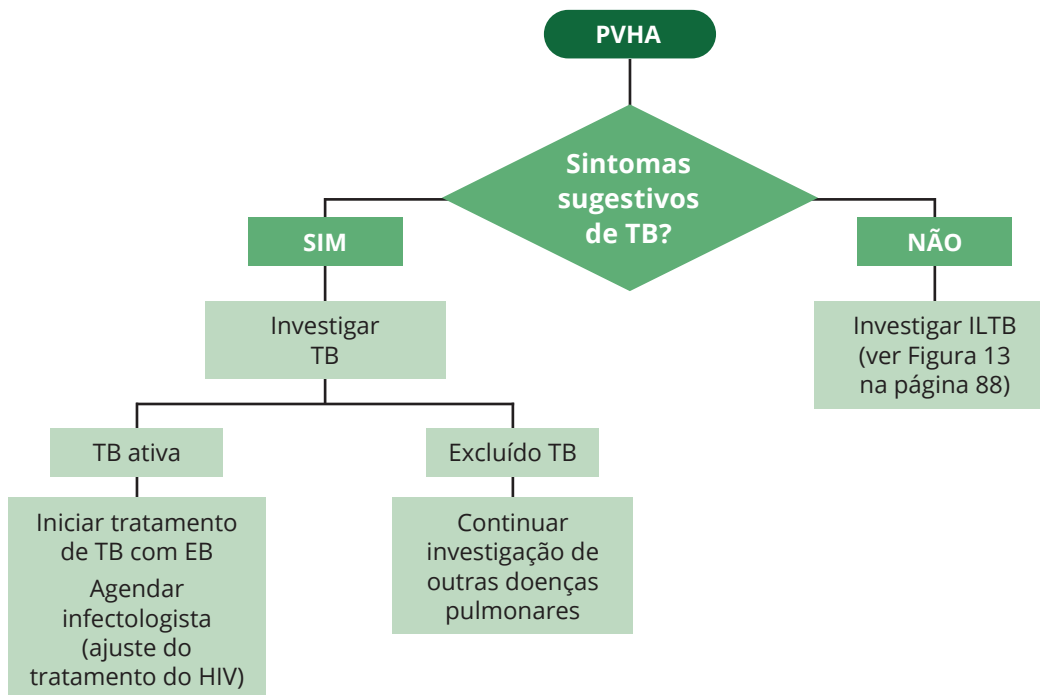 PVHA
Sintomas
sugestivos
de TB?
SIM
NÃO
Investigar
TB
Investigar ILTB
(ver Figura 13
na página 88)
TB ativa
Excluído TB
Iniciar tratamento
de TB com EB
Agendar
infectologista
(ajuste do
tratamento do HIV)
Continuar
investigação de
outras doenças
pulmonares